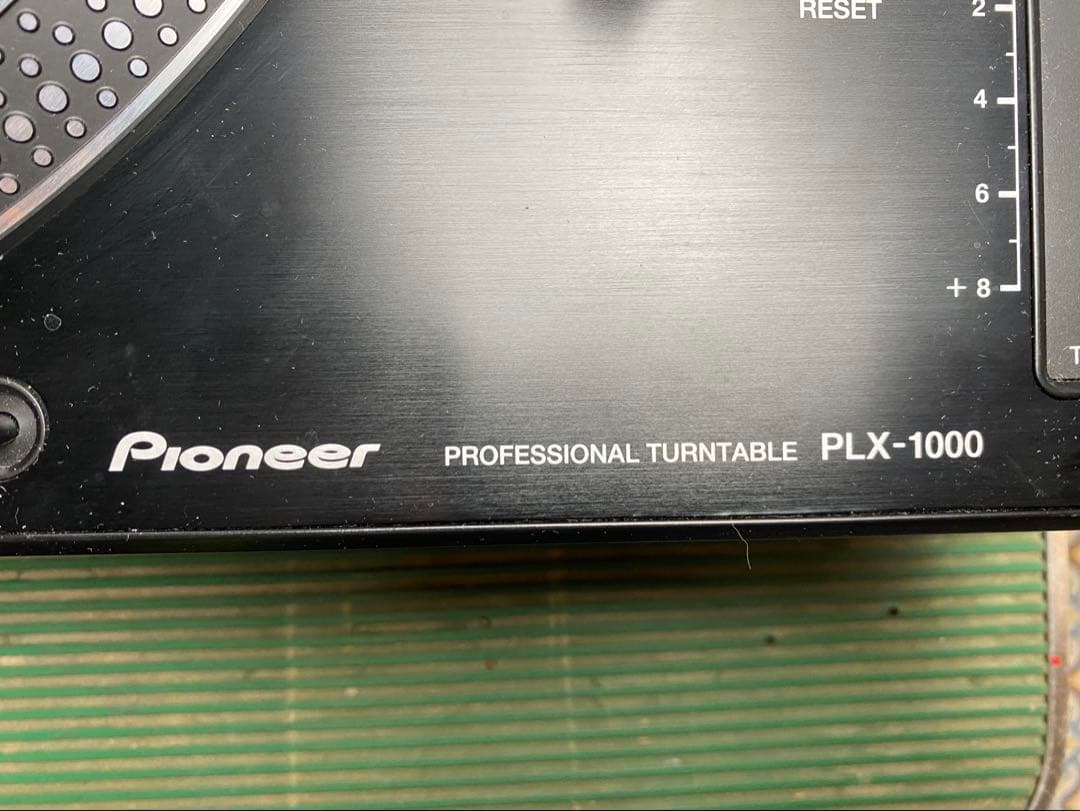 RESET
2
4
6
+ 8
T
Pioneer PROFESSIONAL TURNTABLE PLX-1000